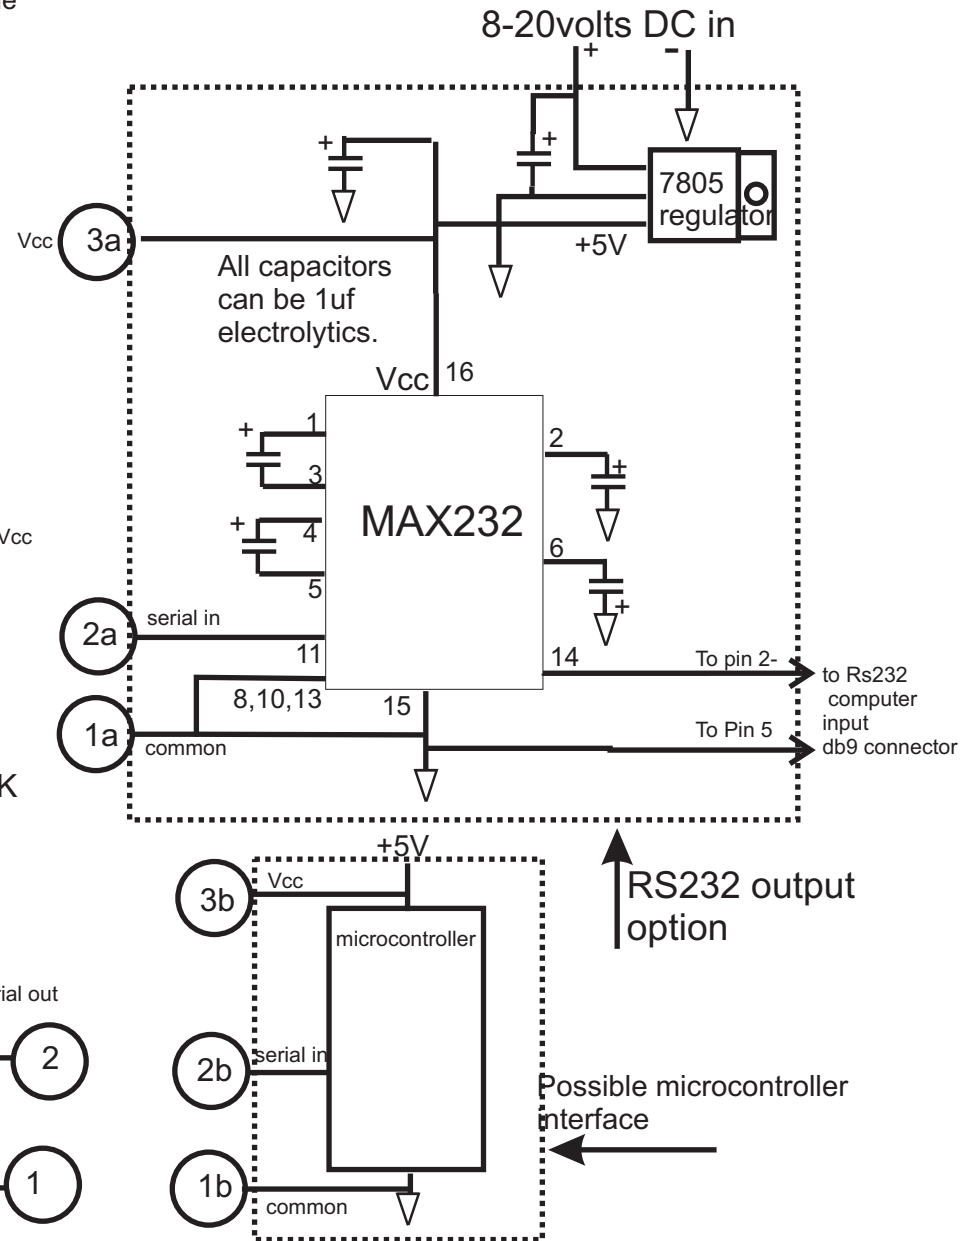 8-20volts DC in
+
-
+
+
7805
regulator
+5V
Vcc
3a
All capacitors
can be 1uf
electrolytics.
Vcc
16
+
1
3
+
4
5
MAX232
2
+
6
+
Vcc
2a
serial in
11
8,10,13
15
14
To pin 2-
to Rs232
computer
input
db9 connector
To Pin 5
1a
common
K
+5V
3b
Vcc
microcontroller
RS232 output
option
2b
serial in
Possible microcontroller
interface
1b
common
out
2
1